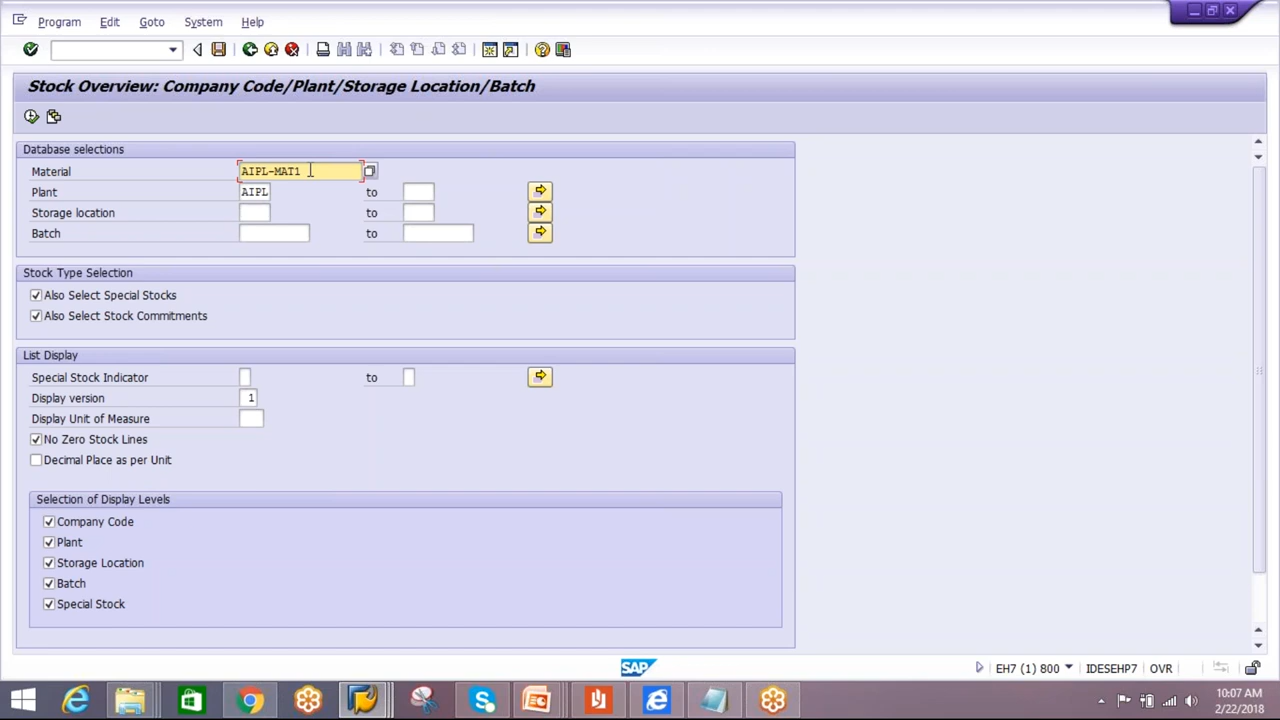 Program Edit Goto System Help
Stock Overview: Company Code/Plant/Storage Location/Batch
Database selections
Material AIPL-MAT1
Plant AIPL to
Storage location to
Batch to
Stock Type Selection
Also Select Special Stocks
Also Select Stock Commitments
List Display
Special Stock Indicator to
Display version 1
Display Unit of Measure
No Zero Stock Lines
Decimal Place as per Unit
Selection of Display Levels
Company Code
Plant
Storage Location
Batch
Special Stock
SAP EH7 (1) 800 IDESEHP7 OVR
10:07 AM
2/22/2018